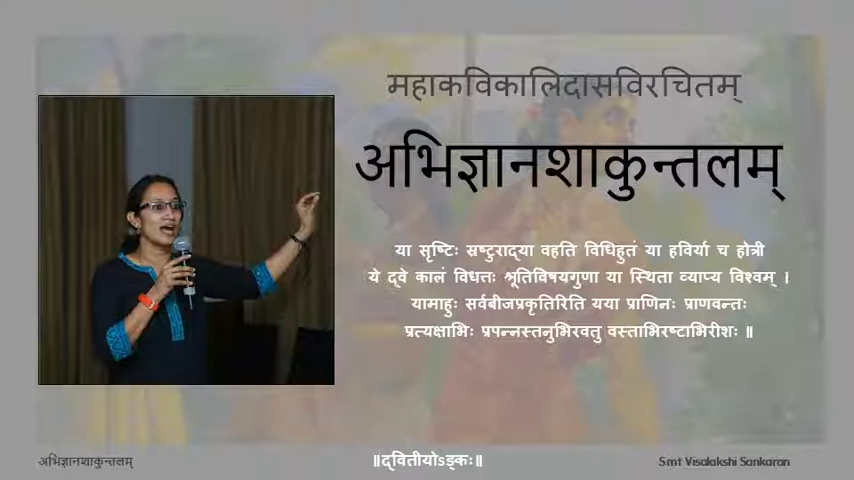 महाकविकालिदासविरचितम्
अभिज्ञानशाकुन्तलम्
या सृष्टिः स्रष्टुराद्या वहति विधिहुतं या हविर्या च होत्री
ये द्वे कालं विधत्तः श्रूतिविषयगुणा या स्थिता व्याप्य विश्वम् ।
यामाहुः सर्वबीजप्रकृतिरिति यया प्राणिनः प्राणवन्तः
प्रत्यक्षाभिः प्रपन्नस्तनुभिरवतु वस्ताभिरष्टाभिरीशः ॥
अभिज्ञानशाकुन्तलम्
॥द्वितीयोऽङ्कः॥
Smt Visalakshi Sankaran